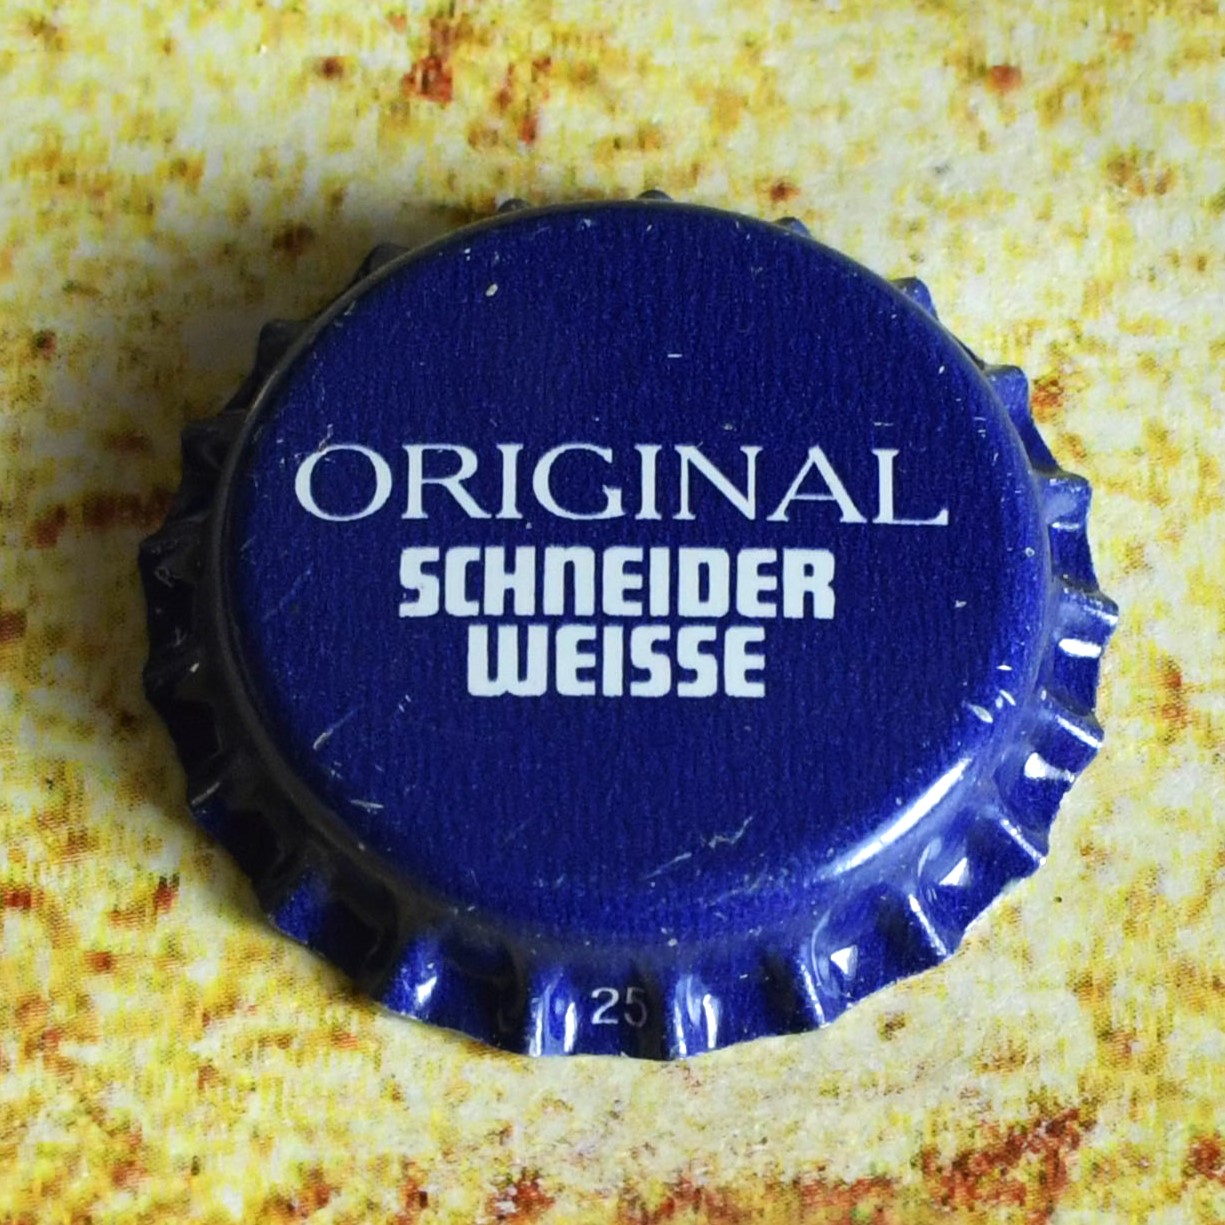 ORIGINAL
SCHNEIDER
WEISSE
25